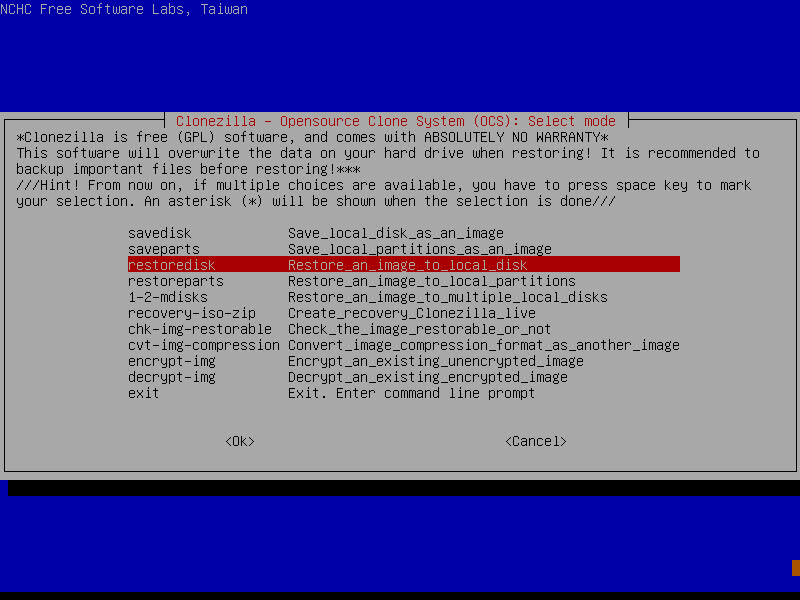 NCHC Free Software Labs, Taiwan
Clonezilla - Opensource Clone System (OCS): Select mode
*Clonezilla is free (GPL) software, and comes with ABSOLUTELY NO WARRANTY*
This software will overwrite the data on your hard drive when restoring! It is recommended to
backup important files before restoring!***
///Hint! From now on, if multiple choices are available, you have to press space key to mark
your selection. An asterisk (*) will be shown when the selection is done///
savedisk Save_local_disk_as_an_image
saveparts Save_local_partitions_as_an_image
restoredisk Restore_an_image_to_local_disk
restoreparts Restore_an_image_to_local_partitions
1-2-mdisks Restore_an_image_to_multiple_local_disks
recovery-iso-zip Create_recovery_Clonezilla_live
chk-img-restorable Check_the_image_restorable_or_not
cvt-img-compression Convert_image_compression_format_as_another_image
encrypt-img Encrypt_an_existing_unencrypted_image
decrypt-img Decrypt_an_existing_encrypted_image
exit Exit. Enter command line prompt
<Ok> <Cancel>